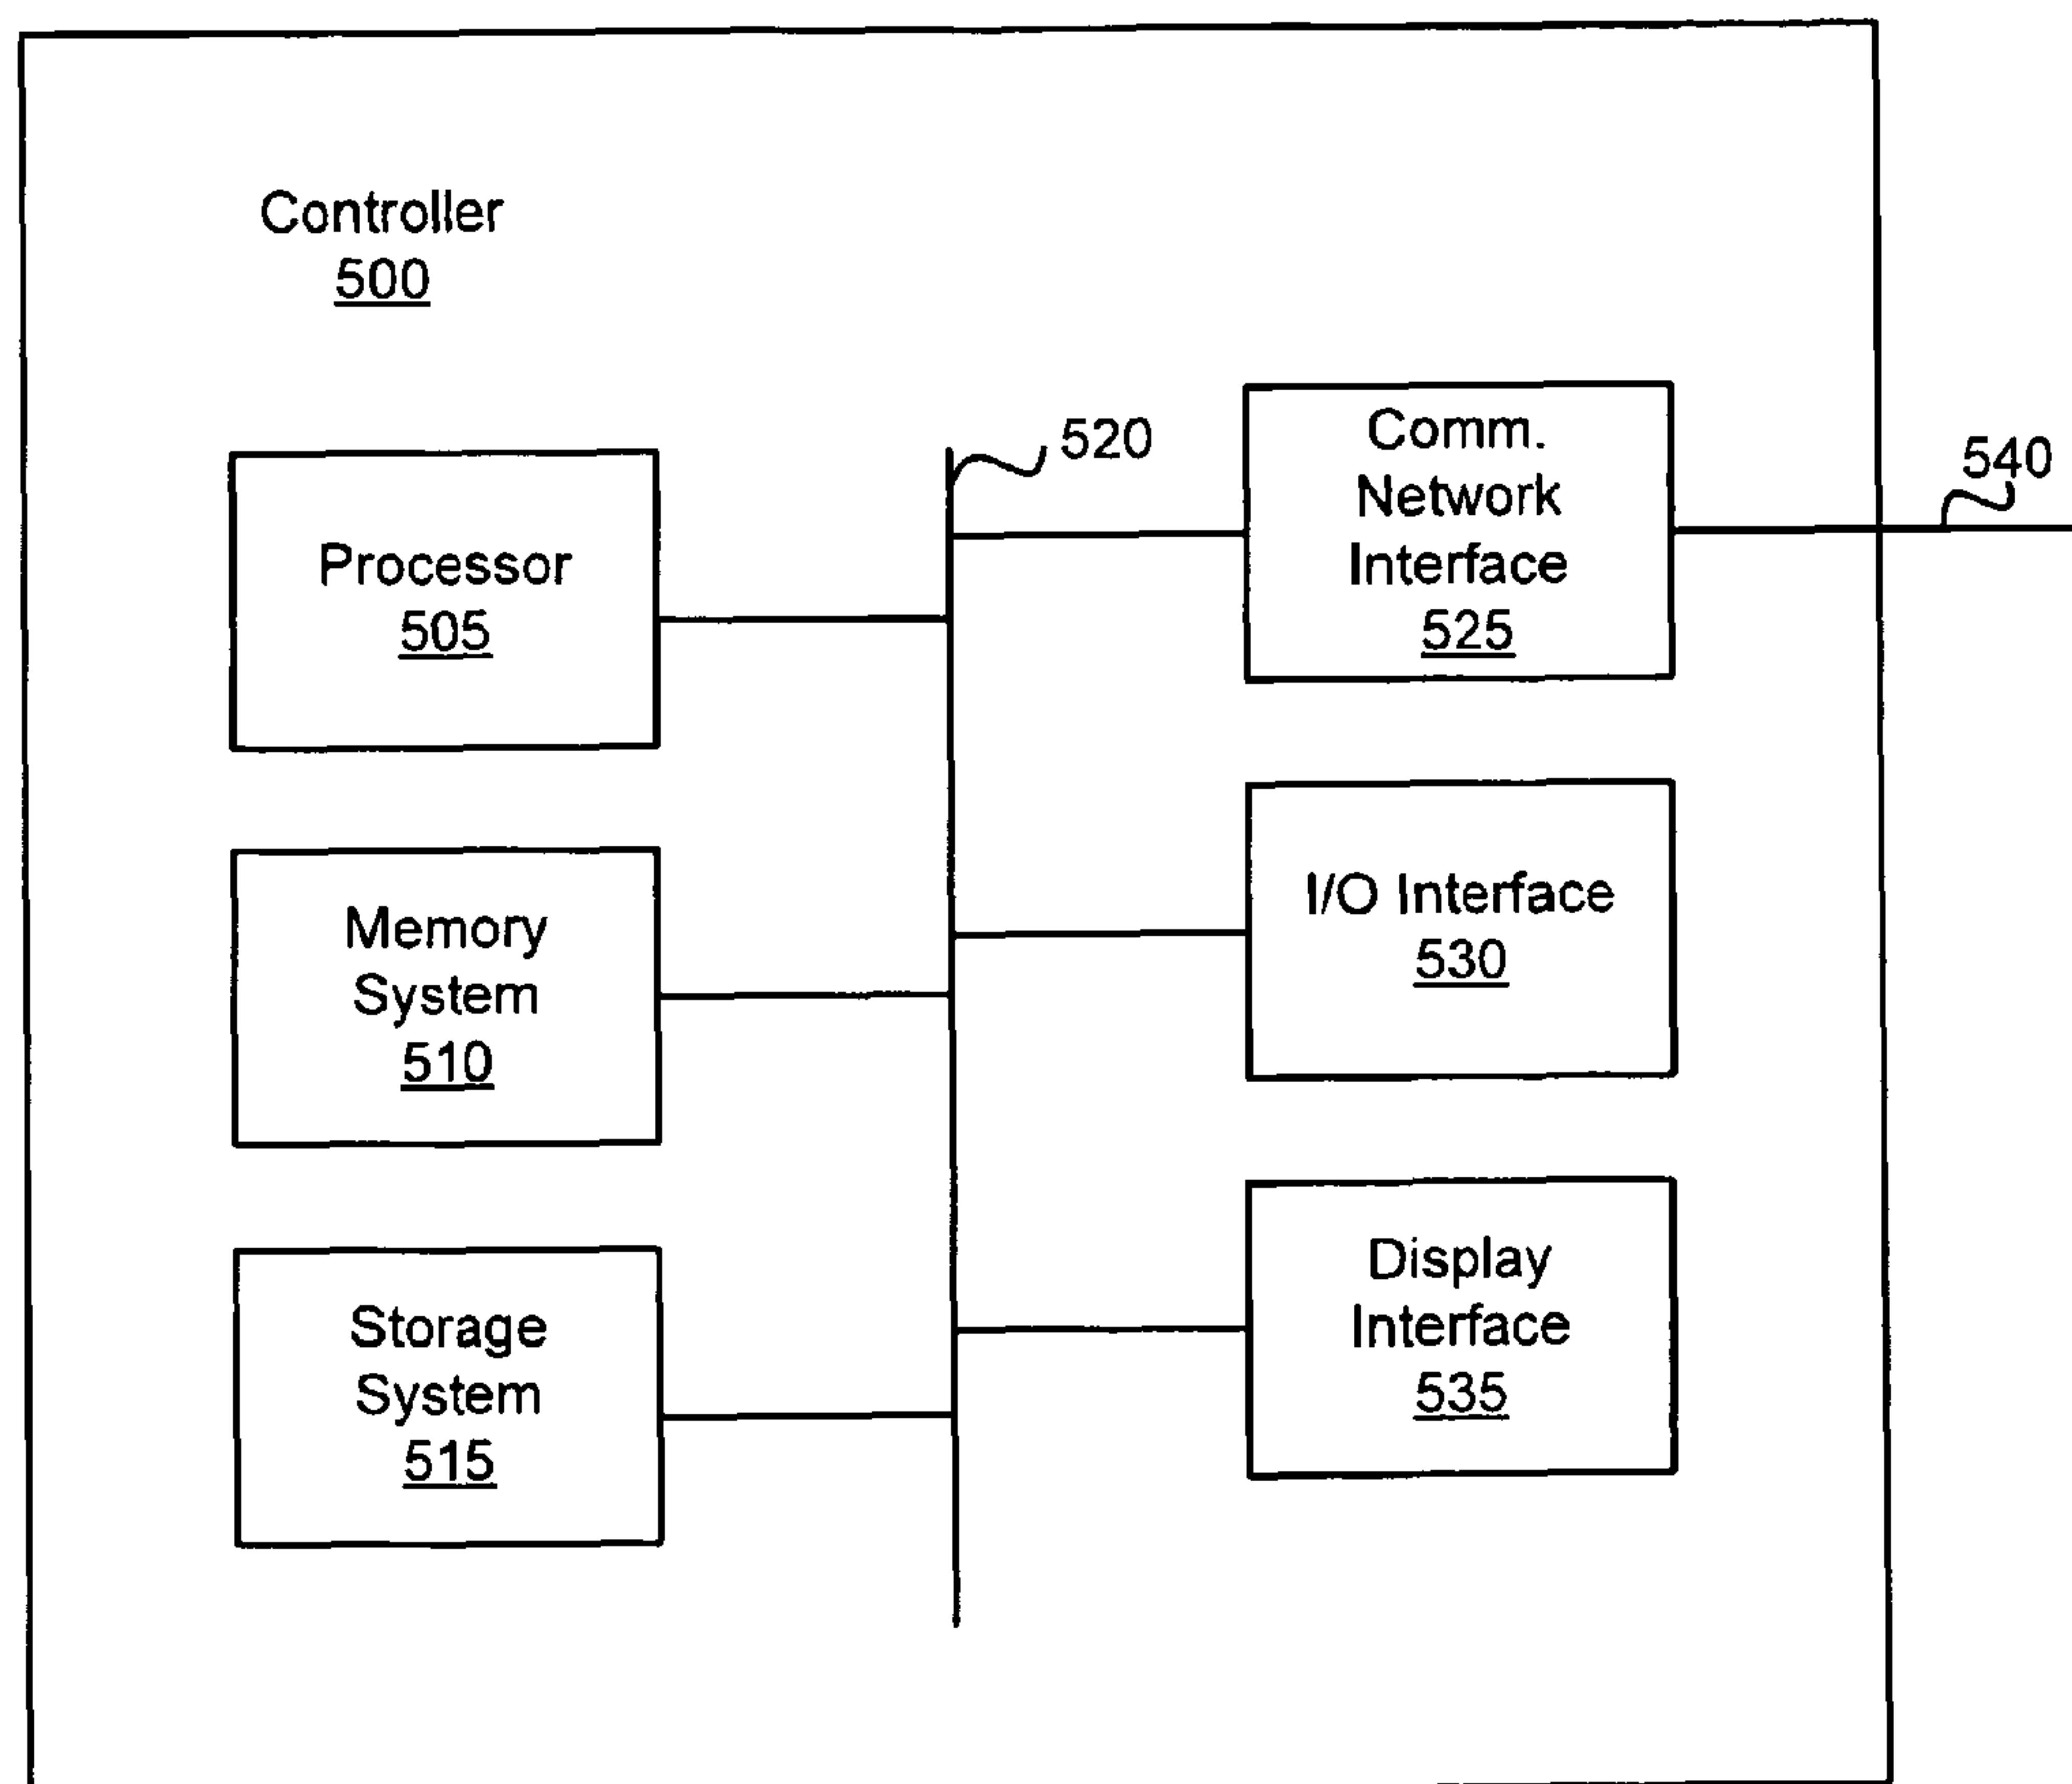 Controller
500
Processor
505
Memory
System
510
Storage
System
515
520
Comm.
Network
Interface
525
540
I/O Interface
530
Display
Interface
535